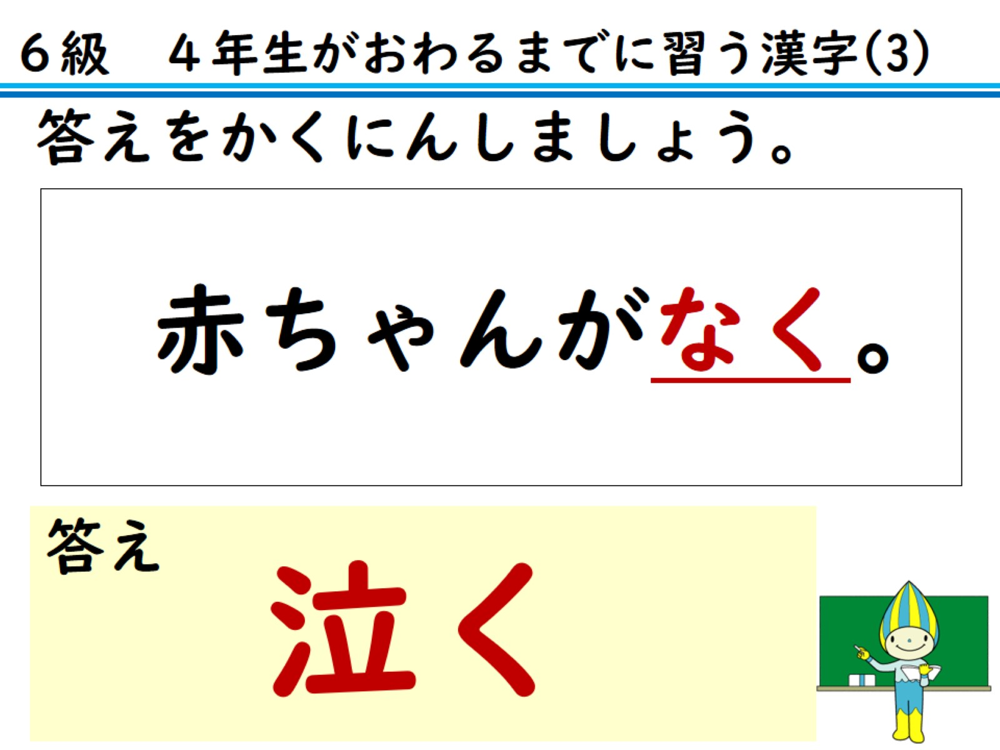 ６級　４年生がおわるまでに習う漢字(3)
答えをかくにんしましょう。
赤ちゃんがなく。
答え
泣く